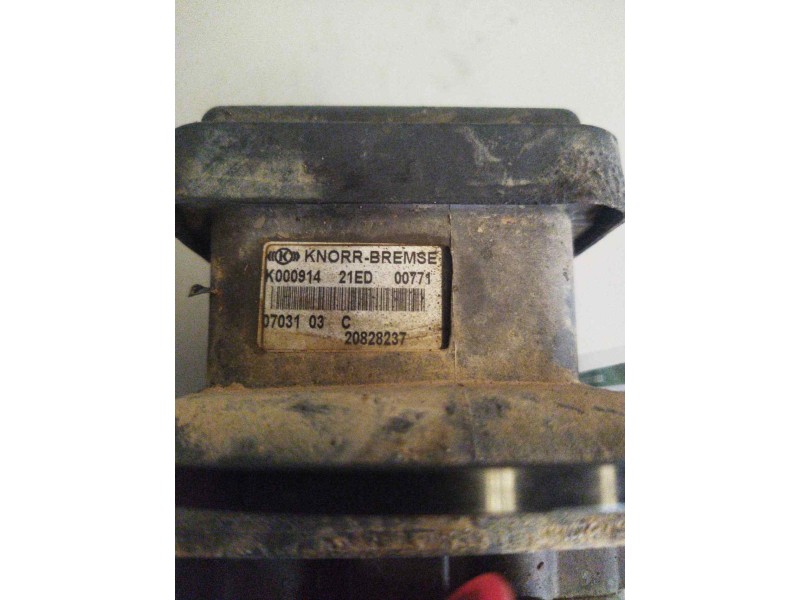 K KNORR-BREMSE
K000914 21ED 00771
07031 03 C
20828237